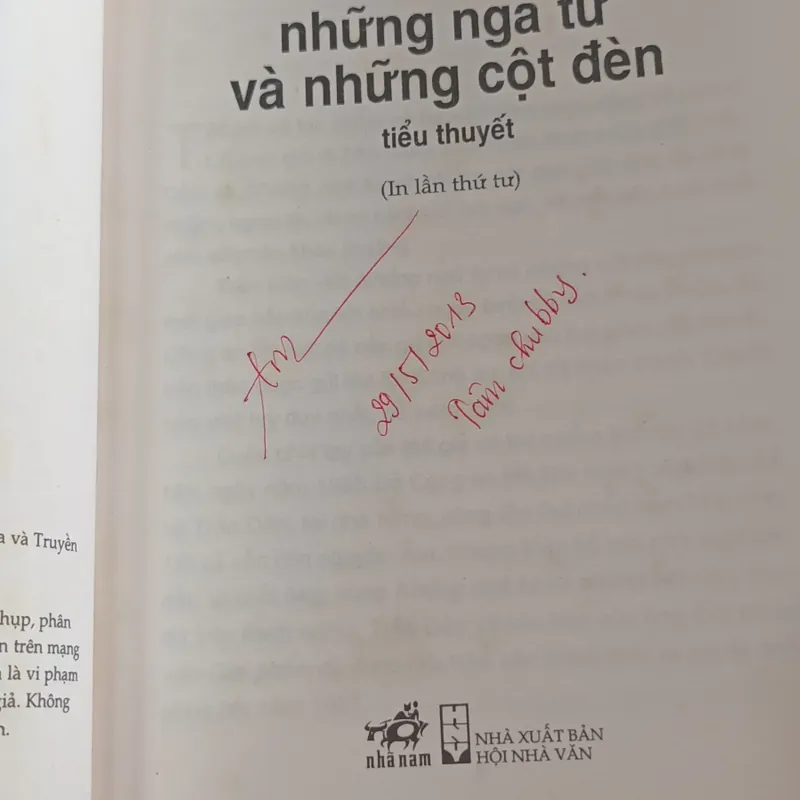 những ngã tư
và những cột đèn
tiểu thuyết
(In lần thứ tư)
29/5/2013
Tâm chubby.
a và Truyền
hụp, phân
n trên mạng
là vi phạm
giả. Không
n.
nhã nam
NHÀ XUẤT BẢN
HỘI NHÀ VĂN